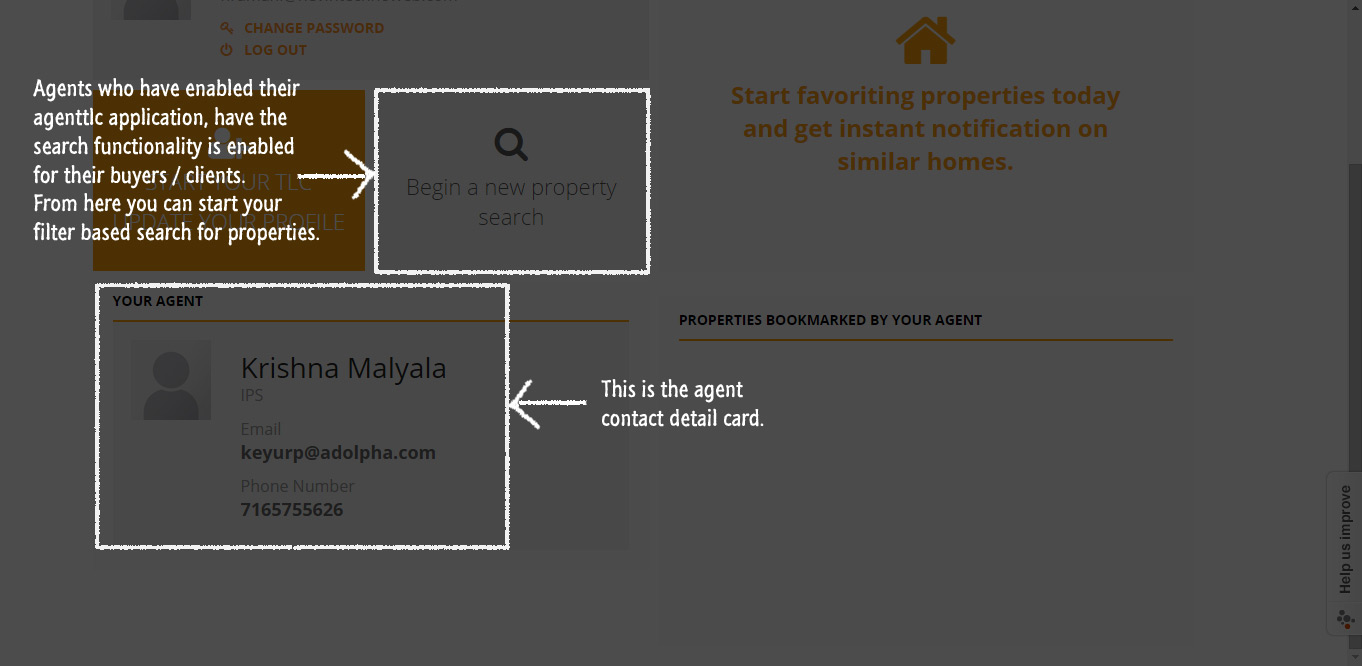 CHANGE PASSWORD
LOG OUT
Agents who have enabled their
agenttlc application, have the
search functionality is enabled
for their buyers / clients.
From here you can start your
filter based search for properties.
START YOUR TLC
UPDATE YOUR PROFILE
Begin a new property
search
Start favoriting properties today
and get instant notification on
similar homes.
YOUR AGENT
Krishna Malyala
IPS
Email
keyurp@adolpha.com
Phone Number
7165755626
This is the agent
contact detail card.
PROPERTIES BOOKMARKED BY YOUR AGENT
Help us improve